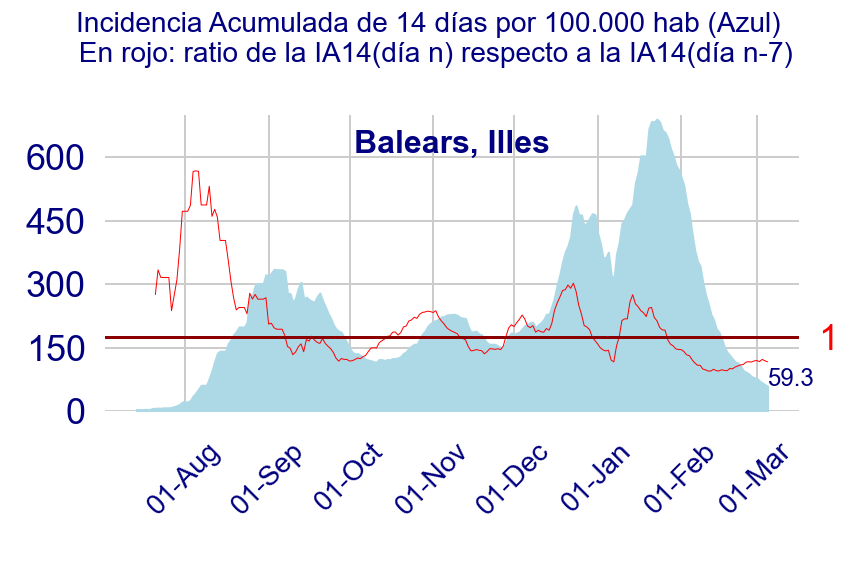 Incidencia Acumulada de 14 días por 100.000 hab (Azul)
En rojo: ratio de la IA14(día n) respecto a la IA14(día n-7)
Balears, Illes
600
450
300
150
0
1
59.3
01-Aug
01-Sep
01-Oct
01-Nov
01-Dec
01-Jan
01-Feb
01-Mar